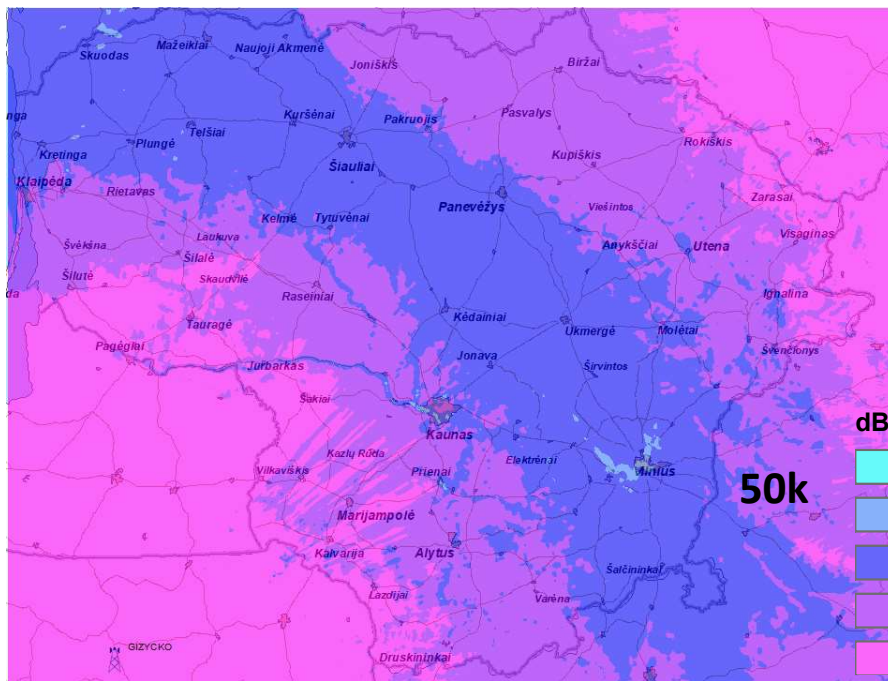 Skuodas
Mažeikiai
Naujoji Akmenė
Joniškis
Biržai
nga
Telšiai
Kuršėnai
Pakruojis
Pasvalys
Kretinga
Plungė
Šiauliai
Kupiškis
Rokiškis
Klaipėda
Rietavas
Panevėžys
Viešintos
Zarasai
Kelmė
Tytuvėnai
Švėkšna
Laukuva
Anykščiai
Utena
Visaginas
Šilalė
Šilutė
Skaudvilė
Raseiniai
Ignalina
da
Tauragė
Kėdainiai
Ukmergė
Molėtai
Pagėgiai
Jonava
Švenčionys
Jurbarkas
Širvintos
Šakiai
Kaunas
dB
Kazlų Rūda
Elektrėnai
Vilkaviškis
Prienai
Vilnius
50k
Marijampolė
Kalvarija
Alytus
Šalčininkai
Lazdijai
Varėna
GIZYCKO
Druskininkai